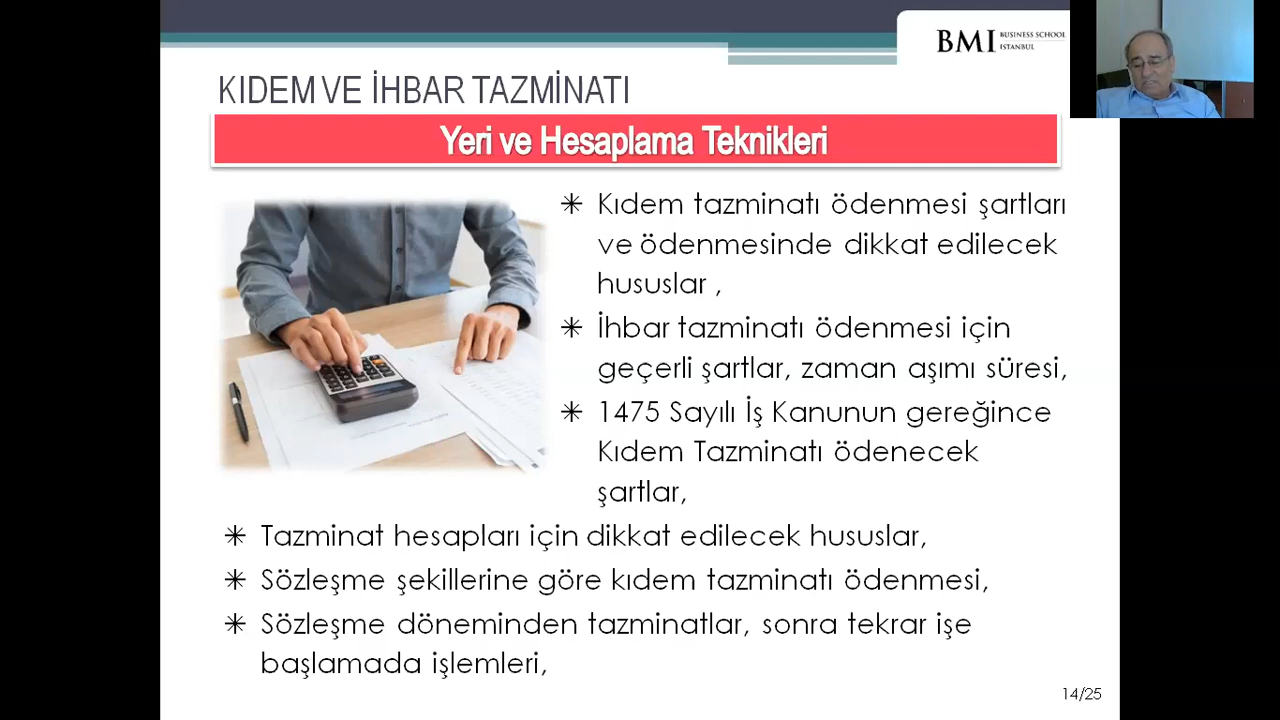 BMI BUSINESS SCHOOL
ISTANBUL
KIDEM VE İHBAR TAZMİNATI
Yeri ve Hesaplama Teknikleri
✳ Kıdem tazminatı ödenmesi şartları
ve ödenmesinde dikkat edilecek
hususlar ,
✳ İhbar tazminatı ödenmesi için
geçerli şartlar, zaman aşımı süresi,
✳ 1475 Sayılı İş Kanunun gereğince
Kıdem Tazminatı ödenecek
şartlar,
✳ Tazminat hesapları için dikkat edilecek hususlar,
✳ Sözleşme şekillerine göre kıdem tazminatı ödenmesi,
✳ Sözleşme döneminden tazminatlar, sonra tekrar işe
başlamada işlemleri,
14/25